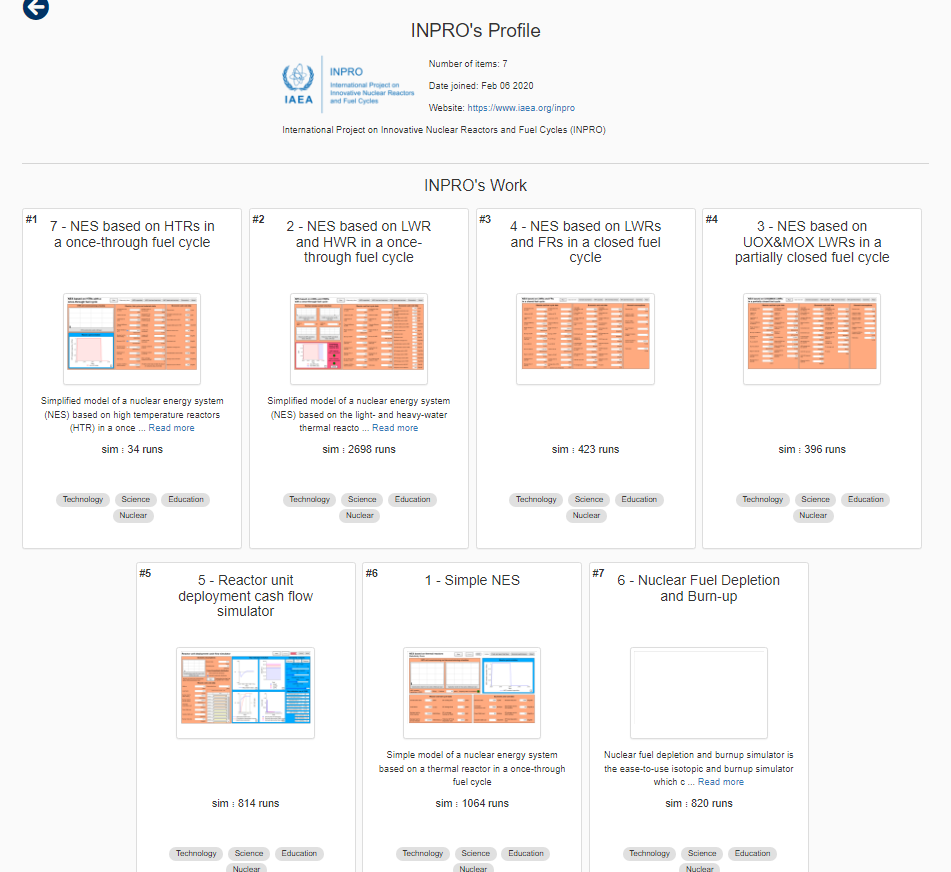 INPRO's Profile
IAEA
INPRO
International Project on
Innovative Nuclear Reactors
and Fuel Cycles
Number of items: 7
Date joined: Feb 06 2020
Website: https://www.iaea.org/inpro
International Project on Innovative Nuclear Reactors and Fuel Cycles (INPRO)
INPRO's Work
#1
7 - NES based on HTRs in
a once-through fuel cycle
Simplified model of a nuclear energy system
(NES) based on high temperature reactors
(HTR) in a once ... Read more
sim : 34 runs
Technology Science Education
Nuclear
#2
2 - NES based on LWR
and HWR in a once-
through fuel cycle
Simplified model of a nuclear energy system
(NES) based on the light- and heavy-water
thermal reacto ... Read more
sim : 2698 runs
Technology Science Education
Nuclear
#3
4 - NES based on LWRs
and FRs in a closed fuel
cycle
sim : 423 runs
Technology Science Education
Nuclear
#4
3 - NES based on
UOX&MOX LWRs in a
partially closed fuel cycle
sim : 396 runs
Technology Science Education
Nuclear
#5
5 - Reactor unit
deployment cash flow
simulator
sim : 814 runs
Technology Science Education
Nuclear
#6
1 - Simple NES
Simple model of a nuclear energy system
based on a thermal reactor in a once-through
fuel cycle
sim : 1064 runs
Technology Science Education
Nuclear
#7
6 - Nuclear Fuel Depletion
and Burn-up
Nuclear fuel depletion and burnup simulator is
the ease-to-use isotopic and burnup simulator
which c ... Read more
sim : 820 runs
Technology Science Education
Nuclear